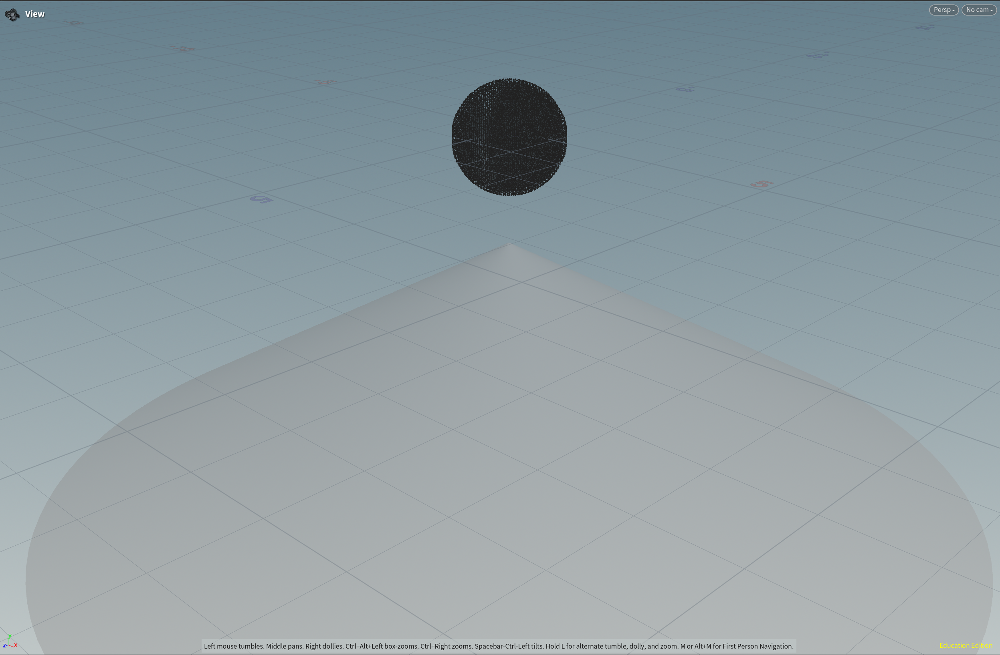 View
Persp
No cam
5
5
5
5
y
z x
Left mouse tumbles. Middle pans. Right dollies. Ctrl+Alt+Left box-zooms. Ctrl+Right zooms. Spacebar-Ctrl-Left tilts. Hold L for alternate tumble, dolly, and zoom. M or Alt+M for First Person Navigation.
Education Edition